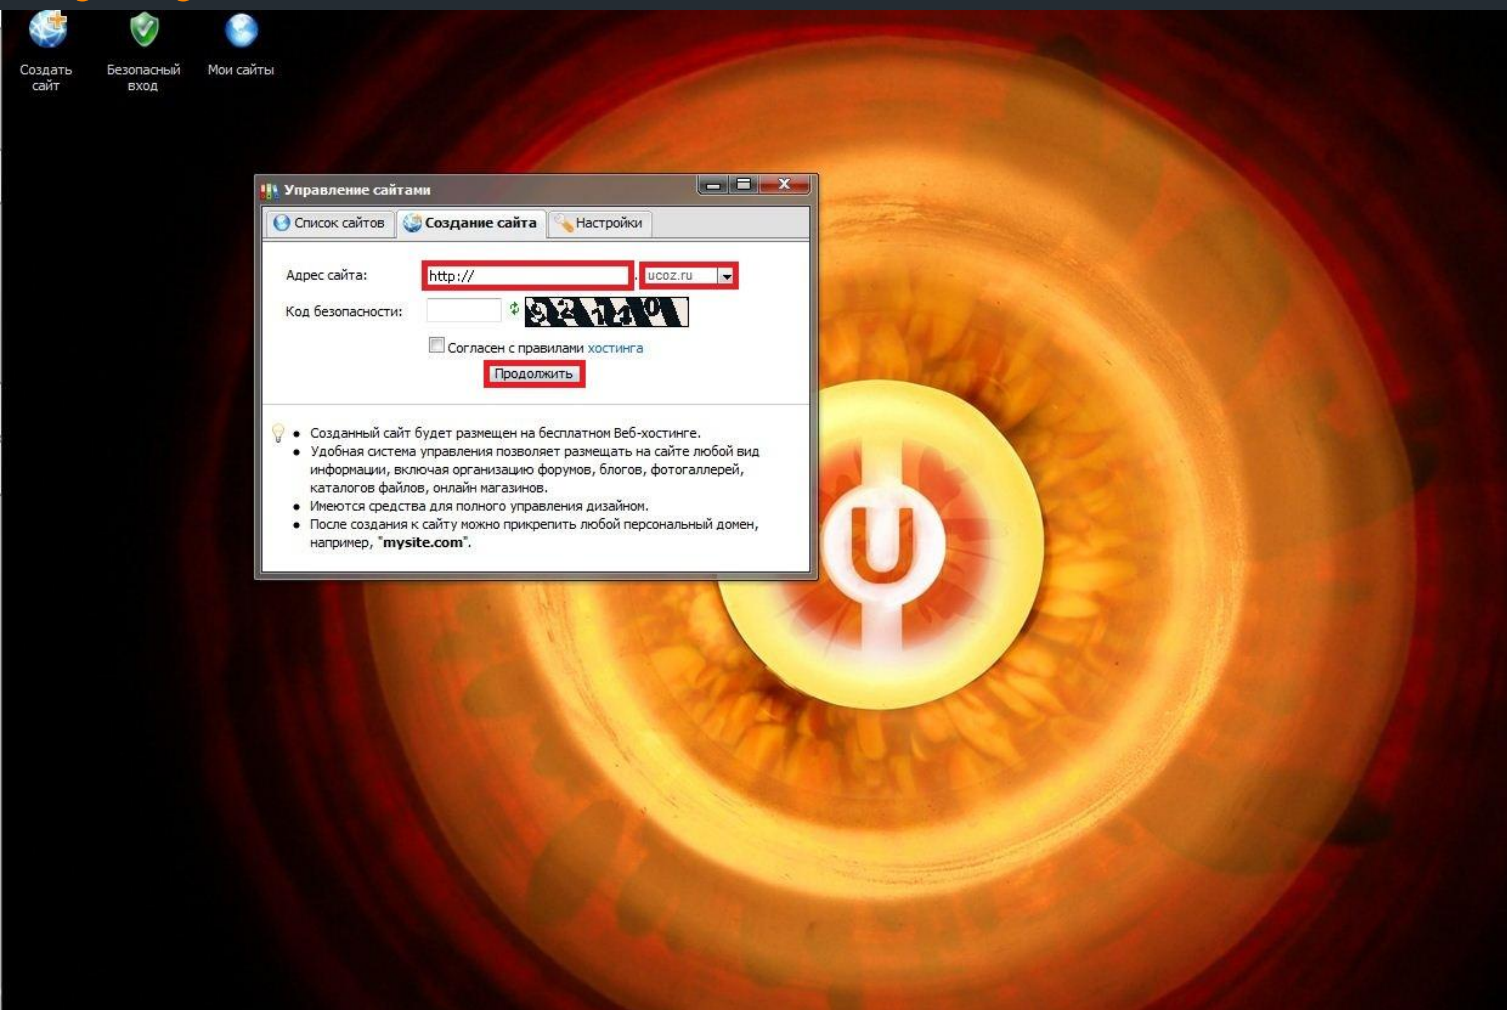 Создать
сайт
Безопасный
вход
Мои сайты
Управление сайтами
Список сайтов
Создание сайта
Настройки
Адрес сайта:
http://
. ucoz.ru
Код безопасности:
Согласен с правилами хостинга
Продолжить
• Созданный сайт будет размещен на бесплатном Веб-хостинге.
• Удобная система управления позволяет размещать на сайте любой вид
информации, включая организацию форумов, блогов, фотогаллерей,
каталогов файлов, онлайн магазинов.
• Имеются средства для полного управления дизайном.
• После создания к сайту можно прикрепить любой персональный домен,
например, "mysite.com".
U